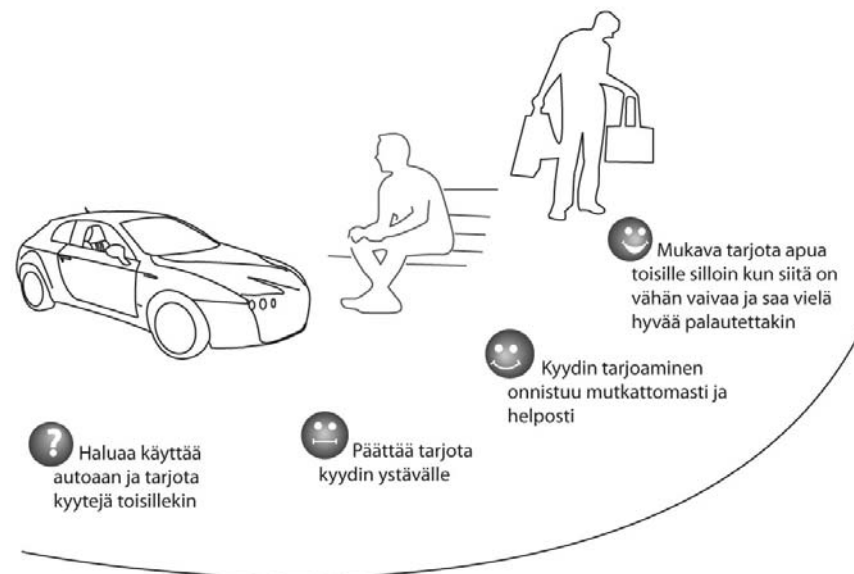 Haluaa käyttää
autoaan ja tarjota
kyytejä toisillekin
Päättää tarjota
kyydin ystävälle
Kyydin tarjoaminen
onnistuu mutkattomasti ja
helposti
Mukava tarjota apua
toisille silloin kun siitä on
vähän vaivaa ja saa vielä
hyvää palautettakin